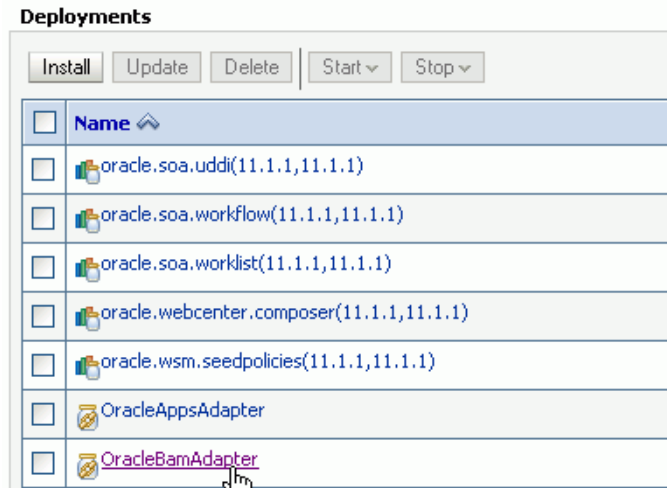 Deployments
Install Update Delete Start Stop
Name
oracle.soa.uddi(11.1.1,11.1.1)
oracle.soa.workflow(11.1.1,11.1.1)
oracle.soa.worklist(11.1.1,11.1.1)
oracle.webcenter.composer(11.1.1,11.1.1)
oracle.wsm.seedpolicies(11.1.1,11.1.1)
OracleAppsAdapter
OracleBamAdapter